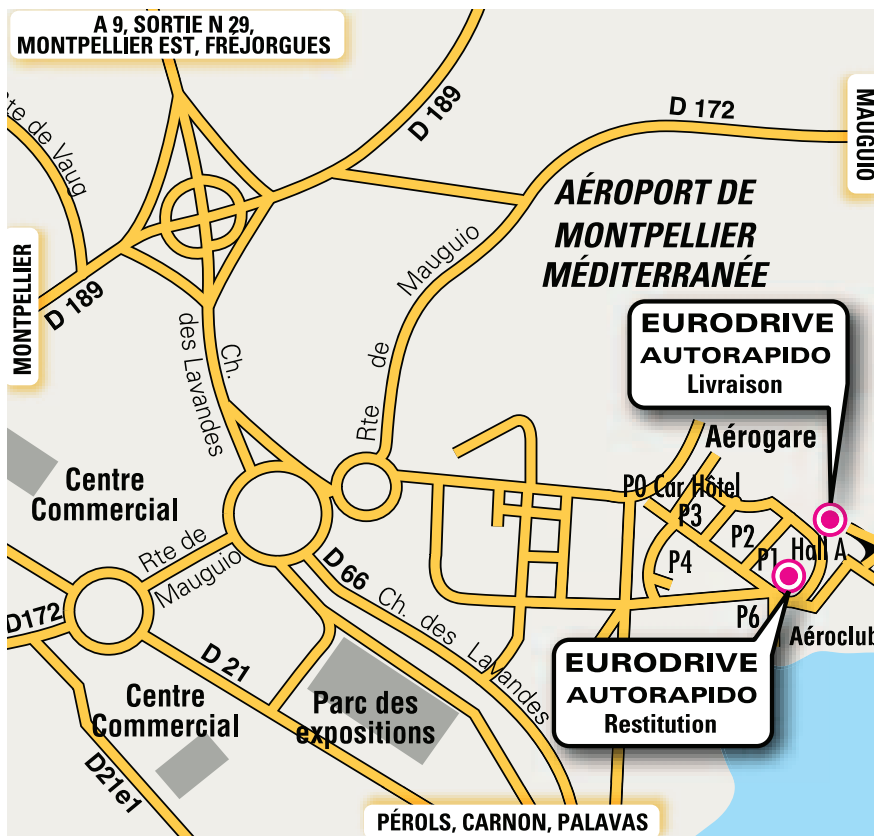 A 9, SORTIE N 29,
MONTPELLIER EST, FRÉJORGUES
D 189
D 172
MAUGUIO
Rte de Vaug
AÉROPORT DE
MONTPELLIER
MÉDITERRANÉE
MONTPELLIER
D 189
Ch.
des Lavandes
Rte de Mauguio
EURODRIVE
AUTORAPIDO
Livraison
Aérogare
Centre
Commercial
P0 Car Hôtel
P3
P2
P4
P1
Hall A
Rte de
Mauguio
D 66
Ch. des Lavandes
D172
P6
Aéroclub
D 21
EURODRIVE
AUTORAPIDO
Restitution
Centre
Commercial
Parc des
expositions
D21e1
PÉROLS, CARNON, PALAVAS